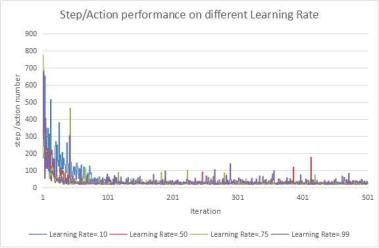 Step/Action performance on different Learning Rate
900
800
700
600
500
400
300
200
100
0
step /action number
1 101 201 301 401 501
Iteration
Learning Rate=.10 Learning Rate=.50 Learning Rate=.75 Learning Rate=.99